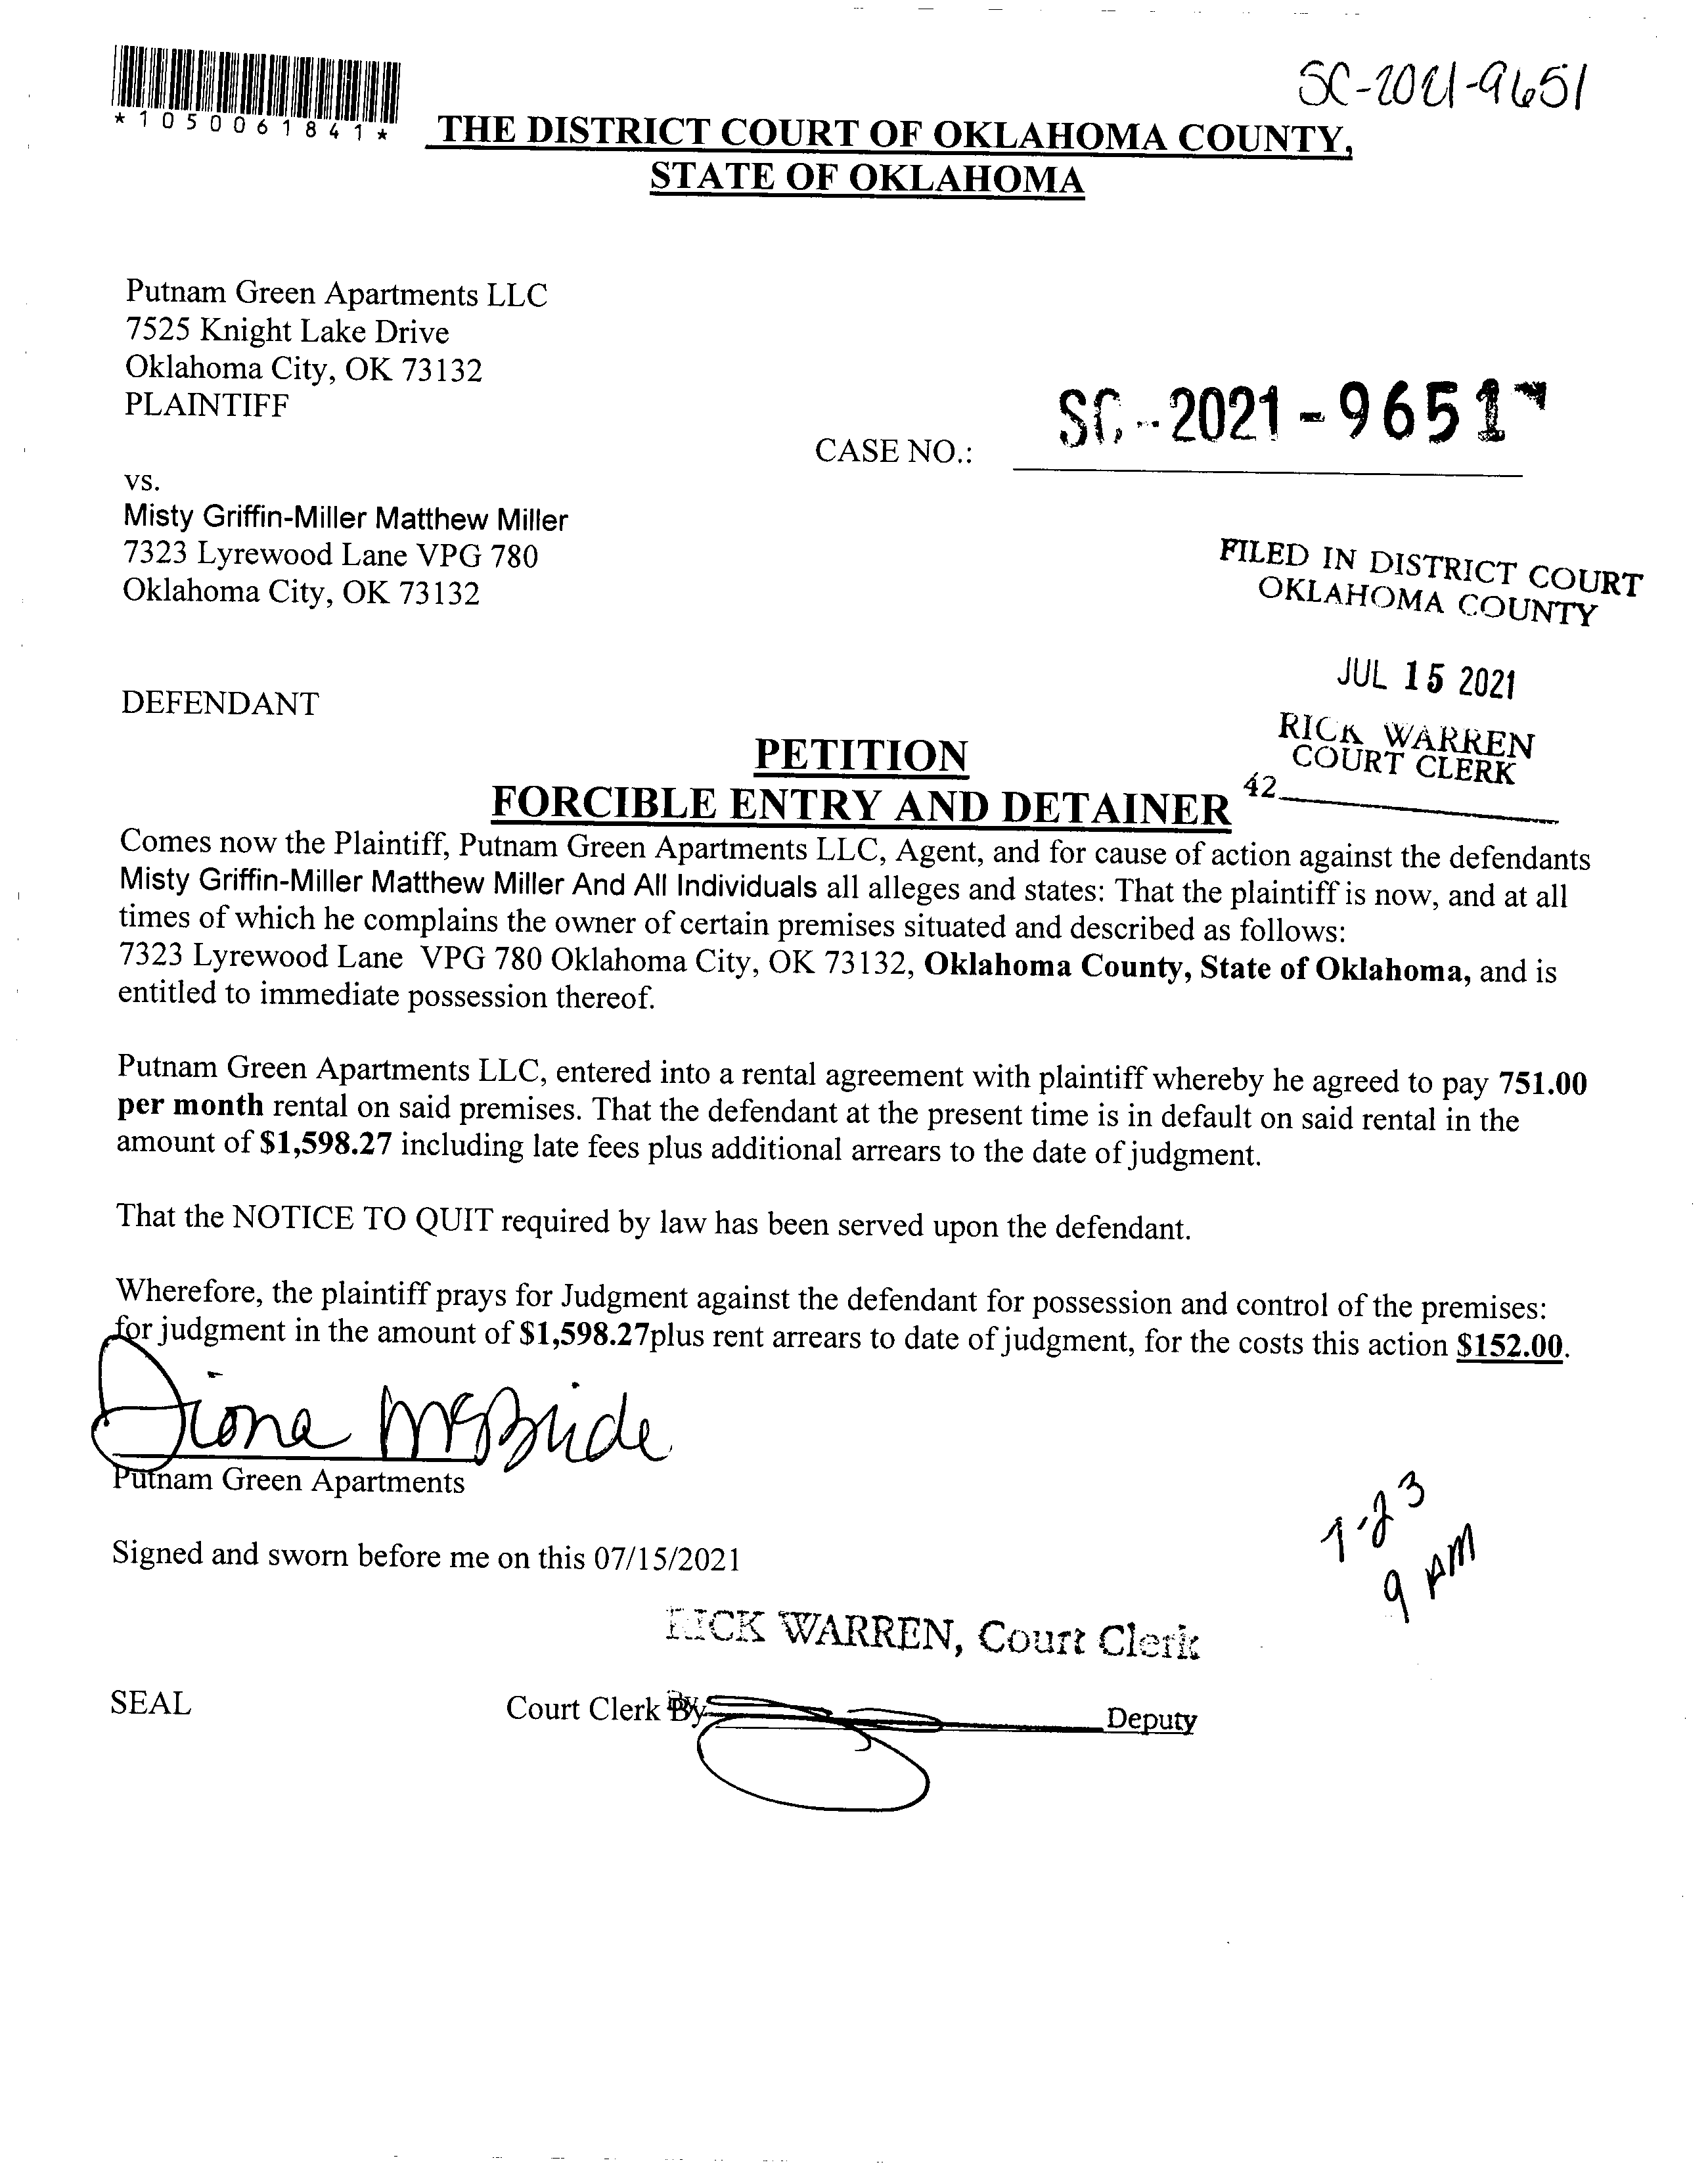 SC-2021-9651
*1050061841*
THE DISTRICT COURT OF OKLAHOMA COUNTY,
STATE OF OKLAHOMA
Putnam Green Apartments LLC
7525 Knight Lake Drive
Oklahoma City, OK 73132
PLAINTIFF
SC-2021-9651
CASE NO.:
vs.
Misty Griffin-Miller Matthew Miller
7323 Lyrewood Lane VPG 780
Oklahoma City, OK 73132
FILED IN DISTRICT COURT
OKLAHOMA COUNTY
JUL 15 2021
DEFENDANT
RICK WARREN
COURT CLERK
42
PETITION
FORCIBLE ENTRY AND DETAINER
Comes now the Plaintiff, Putnam Green Apartments LLC, Agent, and for cause of action against the defendants
Misty Griffin-Miller Matthew Miller And All Individuals all alleges and states: That the plaintiff is now, and at all
times of which he complains the owner of certain premises situated and described as follows:
7323 Lyrewood Lane VPG 780 Oklahoma City, OK 73132, Oklahoma County, State of Oklahoma, and is
entitled to immediate possession thereof.
Putnam Green Apartments LLC, entered into a rental agreement with plaintiff whereby he agreed to pay 751.00
per month rental on said premises. That the defendant at the present time is in default on said rental in the
amount of $1,598.27 including late fees plus additional arrears to the date of judgment.
That the NOTICE TO QUIT required by law has been served upon the defendant.
Wherefore, the plaintiff prays for Judgment against the defendant for possession and control of the premises:
for judgment in the amount of $1,598.27plus rent arrears to date of judgment, for the costs this action $152.00.
Diona McBride
Putnam Green Apartments
7-23
9 AM
Signed and sworn before me on this 07/15/2021
RICK WARREN, Court Clerk
SEAL
Court Clerk By Deputy